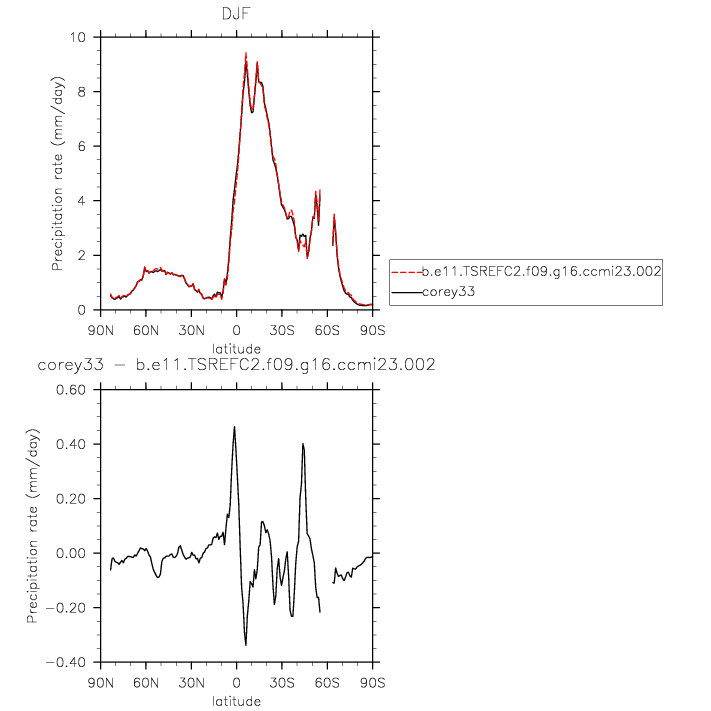 DJF
Precipitation rate (mm/day)
10
8
6
4
2
0
90N 60N 30N 0 30S 60S 90S
latitude
b.e11.TSREFC2.f09.g16.ccmi23.002
corey33
corey33 − b.e11.TSREFC2.f09.g16.ccmi23.002
Precipitation rate (mm/day)
0.60
0.40
0.20
0.00
−0.20
−0.40
90N 60N 30N 0 30S 60S 90S
latitude